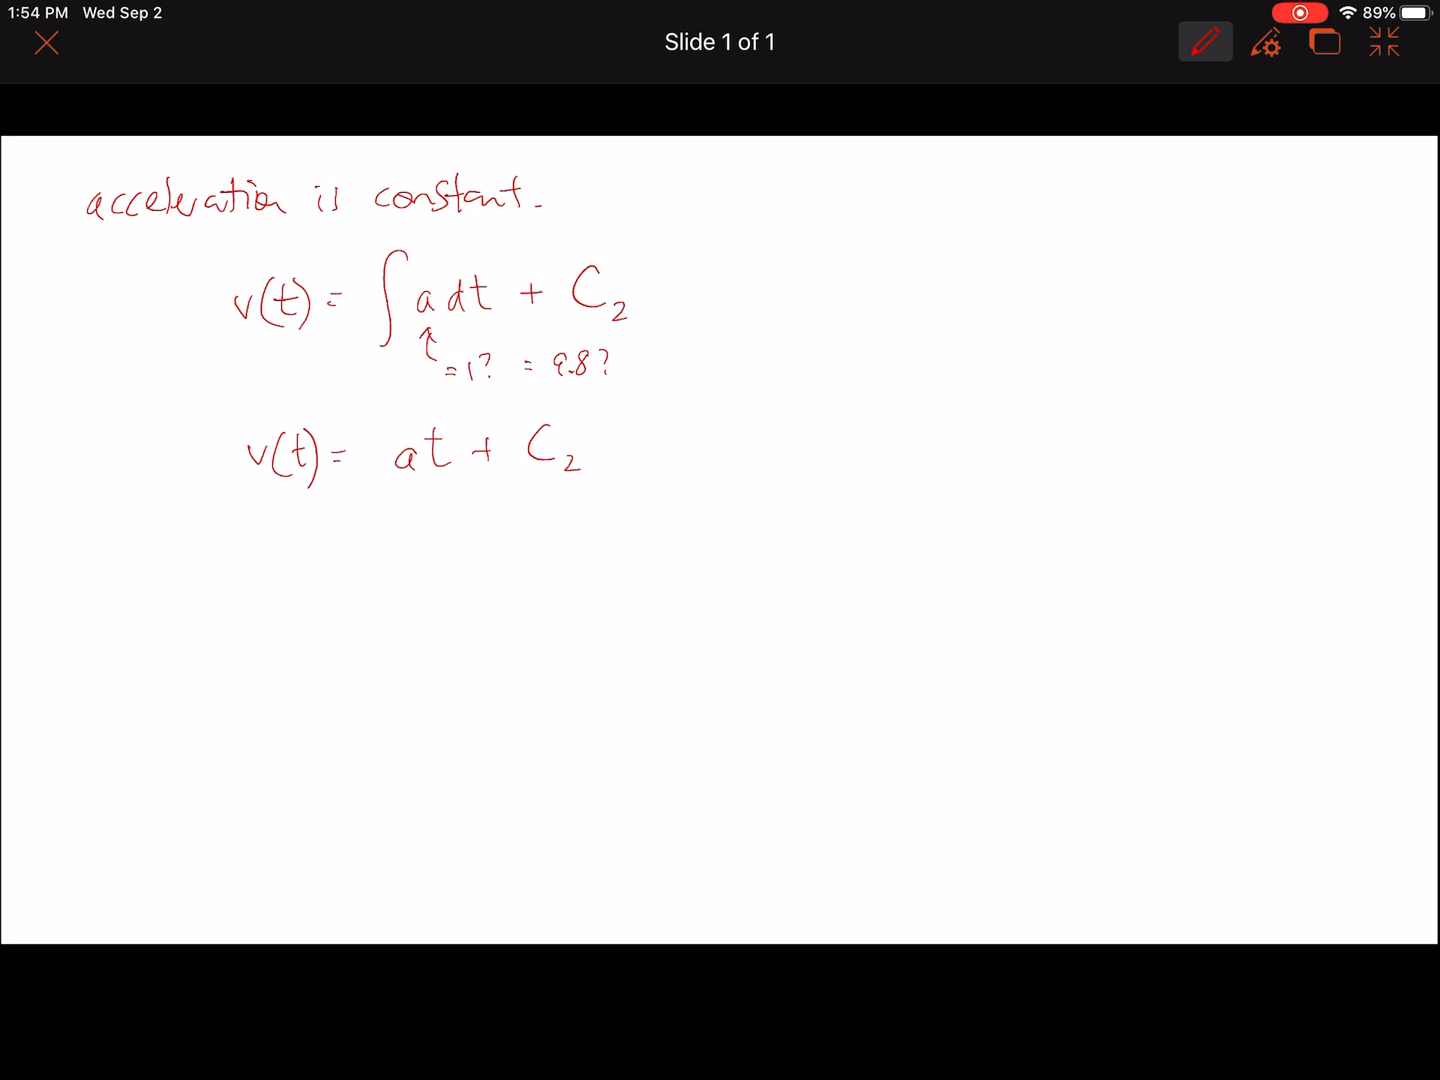 1:54 PM Wed Sep 2
89%
Slide 1 of 1
acceleration is constant.
v(t) = ∫ a dt + C₂
= 1? = 9.8?
v(t) = at + C₂